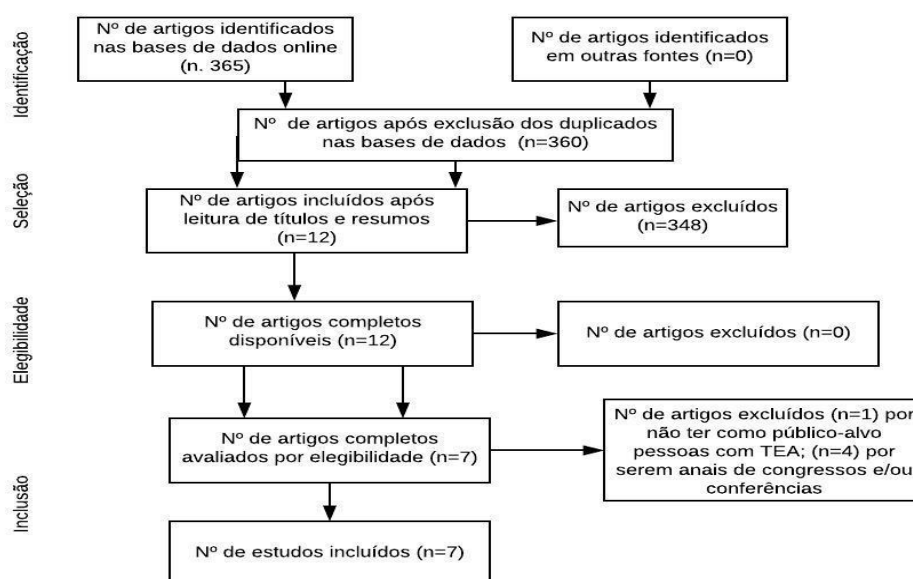 Identificação
Nº de artigos identificados
nas bases de dados online
(n. 365)
Nº de artigos identificados
em outras fontes (n=0)
Nº de artigos após exclusão dos duplicados
nas bases de dados (n=360)
Seleção
Nº de artigos incluídos após
leitura de títulos e resumos
(n=12)
Nº de artigos excluídos
(n=348)
Elegibilidade
Nº de artigos completos
disponíveis (n=12)
Nº de artigos excluídos (n=0)
Nº de artigos completos
avaliados por elegibilidade (n=7)
Nº de artigos excluídos (n=1) por
não ter como público-alvo
pessoas com TEA; (n=4) por
serem anais de congressos e/ou
conferências
Inclusão
Nº de estudos incluídos (n=7)